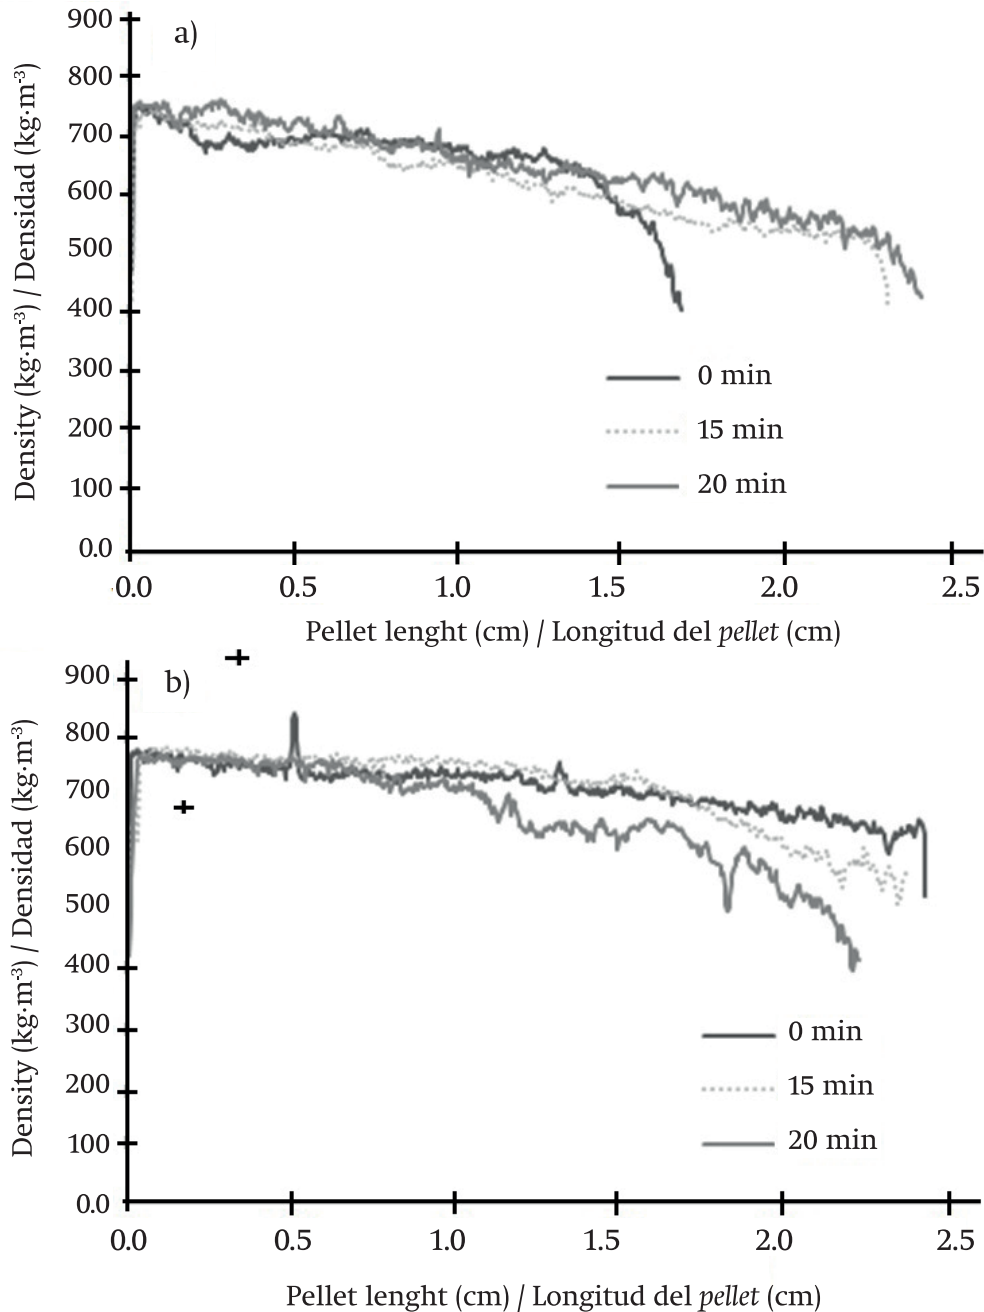 a)
Density (kg·m-3) / Densidad (kg·m-3)
900
800
700
600
500
400
300
200
100
0.0
0 min
15 min
20 min
0.0 0.5 1.0 1.5 2.0 2.5
Pellet lenght (cm) / Longitud del pellet (cm)
b)
Density (kg·m-3) / Densidad (kg·m-3)
900
800
700
600
500
400
300
200
100
0.0
0 min
15 min
20 min
0.0 0.5 1.0 1.5 2.0 2.5
Pellet lenght (cm) / Longitud del pellet (cm)